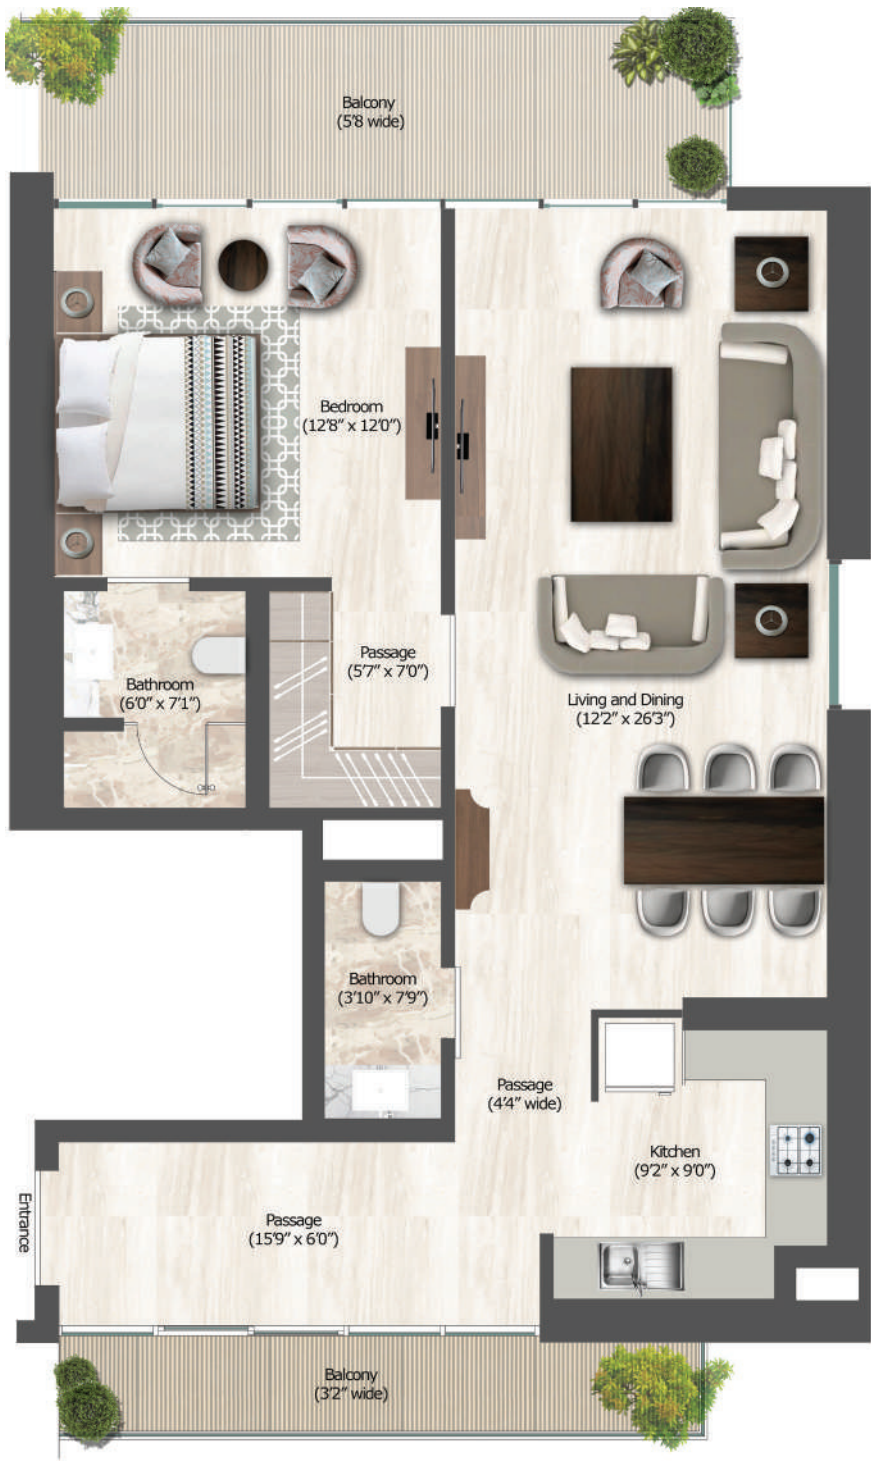 Balcony
(5'8 wide)
Bedroom
(12'8" x 12'0")
Passage
(5'7" x 7'0")
Bathroom
(6'0" x 7'1")
Living and Dining
(12'2" x 26'3")
Bathroom
(3'10" x 7'9")
Passage
(4'4" wide)
Kitchen
(9'2" x 9'0")
Entrance
Passage
(15'9" x 6'0")
Balcony
(3'2" wide)